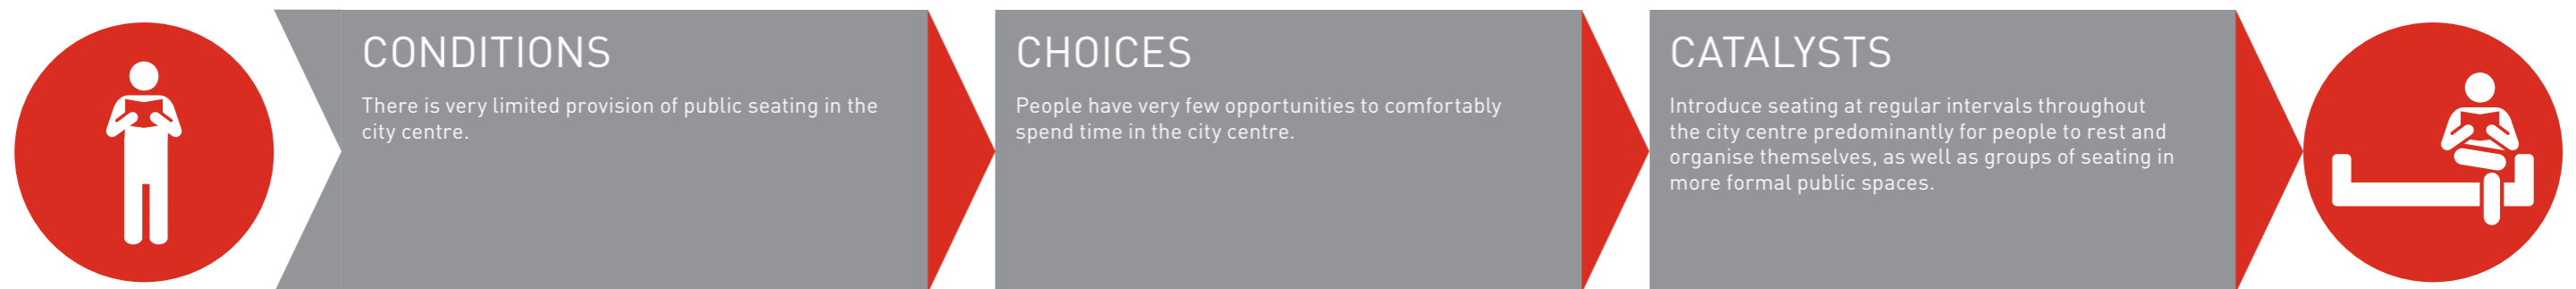 CONDITIONS
There is very limited provision of public seating in the
city centre.
CHOICES
People have very few opportunities to comfortably
spend time in the city centre.
CATALYSTS
Introduce seating at regular intervals throughout
the city centre predominantly for people to rest and
organise themselves, as well as groups of seating in
more formal public spaces.